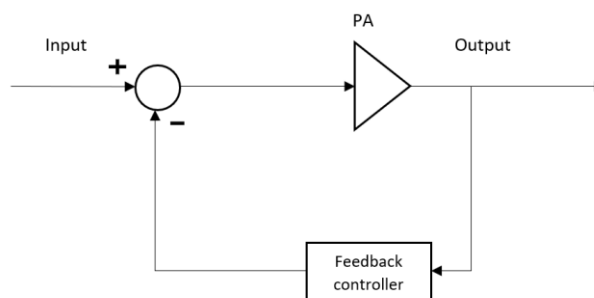 PA
Input
Output
+
−
Feedback
controller